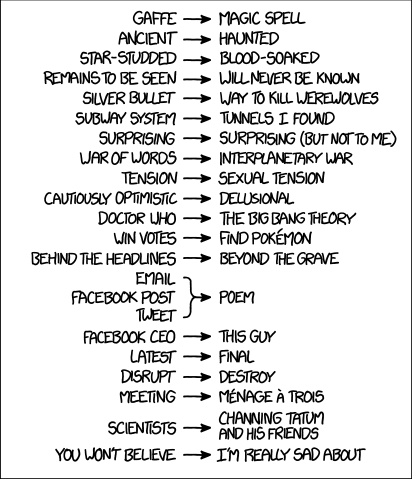 GAFFE → MAGIC SPELL
ANCIENT → HAUNTED
STAR-STUDDED → BLOOD-SOAKED
REMAINS TO BE SEEN → WILL NEVER BE KNOWN
SILVER BULLET → WAY TO KILL WEREWOLVES
SUBWAY SYSTEM → TUNNELS I FOUND
SURPRISING → SURPRISING (BUT NOT TO ME)
WAR OF WORDS → INTERPLANETARY WAR
TENSION → SEXUAL TENSION
CAUTIOUSLY OPTIMISTIC → DELUSIONAL
DOCTOR WHO → THE BIG BANG THEORY
WIN VOTES → FIND POKÉMON
BEHIND THE HEADLINES → BEYOND THE GRAVE
EMAIL
FACEBOOK POST → POEM
TWEET
FACEBOOK CEO → THIS GUY
LATEST → FINAL
DISRUPT → DESTROY
MEETING → MÉNAGE À TROIS
SCIENTISTS → CHANNING TATUM
AND HIS FRIENDS
YOU WON'T BELIEVE → I'M REALLY SAD ABOUT